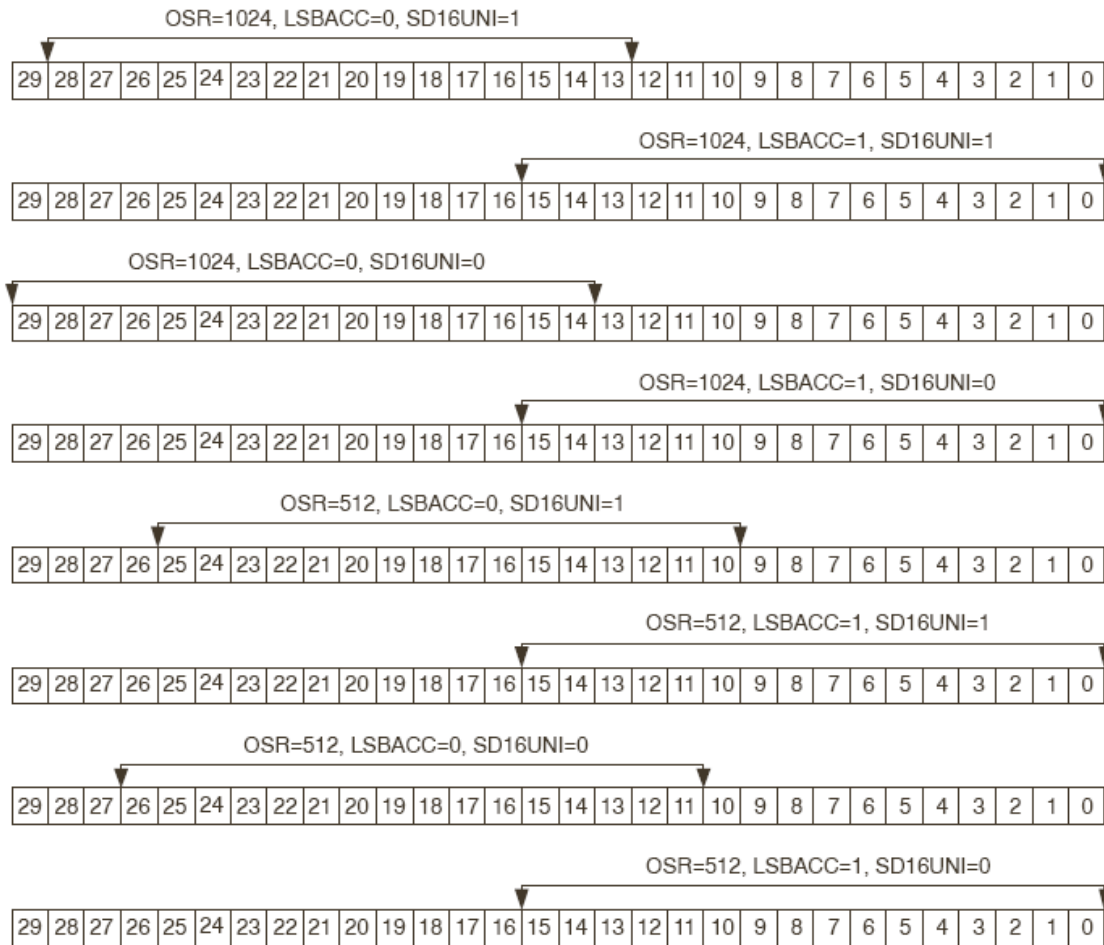 OSR=1024, LSBACC=0, SD16UNI=1
29 28 27 26 25 24 23 22 21 20 19 18 17 16 15 14 13 12 11 10 9 8 7 6 5 4 3 2 1 0
OSR=1024, LSBACC=1, SD16UNI=1
29 28 27 26 25 24 23 22 21 20 19 18 17 16 15 14 13 12 11 10 9 8 7 6 5 4 3 2 1 0
OSR=1024, LSBACC=0, SD16UNI=0
29 28 27 26 25 24 23 22 21 20 19 18 17 16 15 14 13 12 11 10 9 8 7 6 5 4 3 2 1 0
OSR=1024, LSBACC=1, SD16UNI=0
29 28 27 26 25 24 23 22 21 20 19 18 17 16 15 14 13 12 11 10 9 8 7 6 5 4 3 2 1 0
OSR=512, LSBACC=0, SD16UNI=1
29 28 27 26 25 24 23 22 21 20 19 18 17 16 15 14 13 12 11 10 9 8 7 6 5 4 3 2 1 0
OSR=512, LSBACC=1, SD16UNI=1
29 28 27 26 25 24 23 22 21 20 19 18 17 16 15 14 13 12 11 10 9 8 7 6 5 4 3 2 1 0
OSR=512, LSBACC=0, SD16UNI=0
29 28 27 26 25 24 23 22 21 20 19 18 17 16 15 14 13 12 11 10 9 8 7 6 5 4 3 2 1 0
OSR=512, LSBACC=1, SD16UNI=0
29 28 27 26 25 24 23 22 21 20 19 18 17 16 15 14 13 12 11 10 9 8 7 6 5 4 3 2 1 0